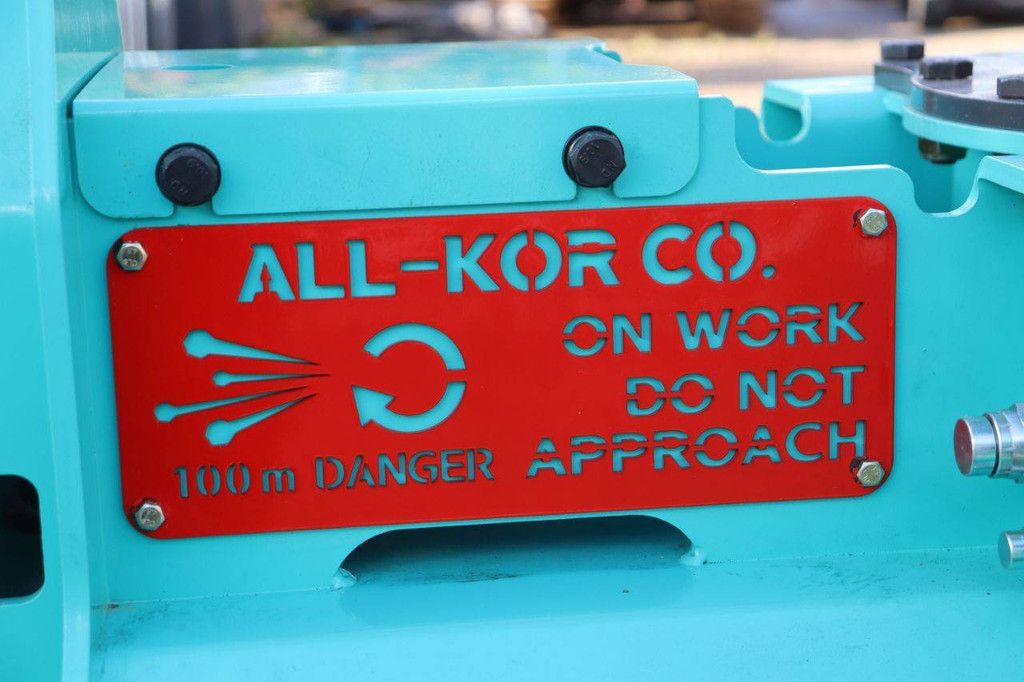 ALL-KOR CO.
ON WORK
DO NOT
APPROACH
100 m DANGER